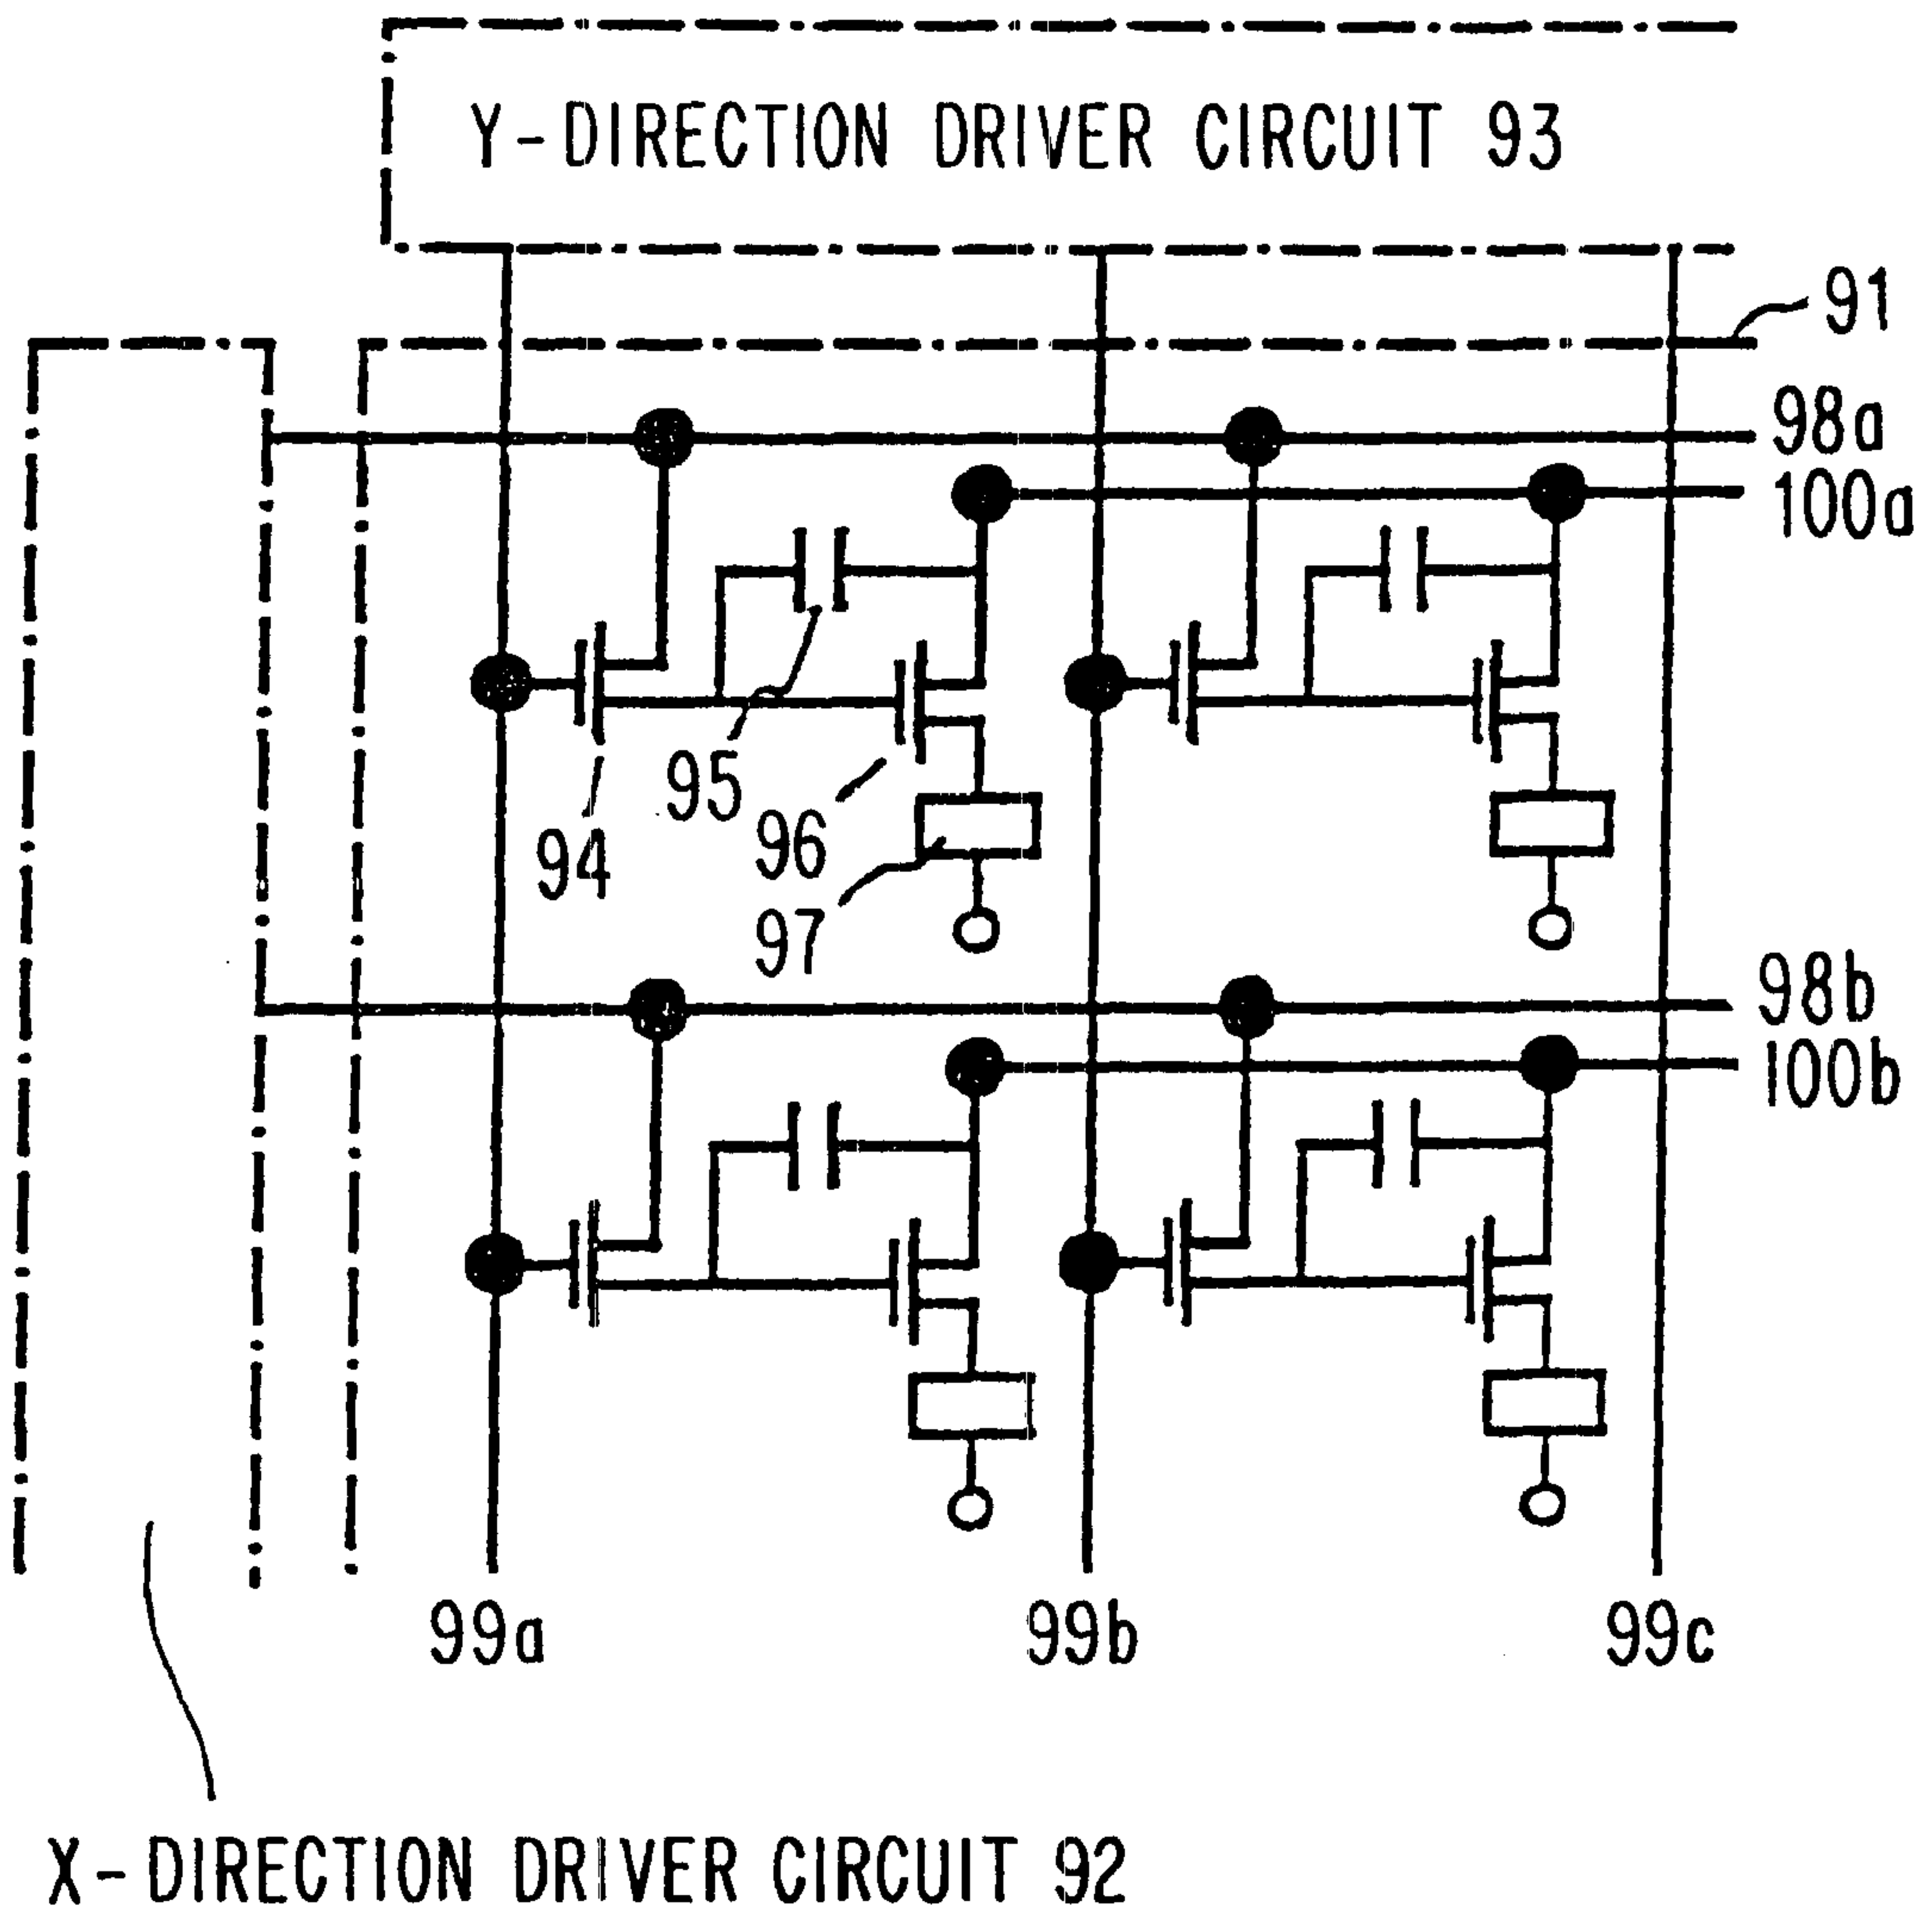 Y-DIRECTION DRIVER CIRCUIT 93
91
98a
100a
95
94
96
97
98b
100b
99a
99b
99c
X-DIRECTION DRIVER CIRCUIT 92